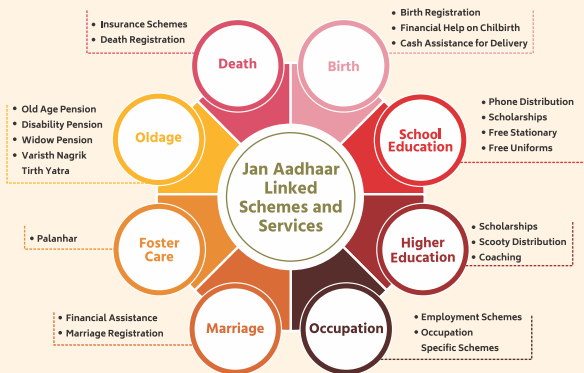 Jan Aadhaar
Linked
Schemes and
Services
Birth
• Birth Registration
• Financial Help on Chilbirth
• Cash Assistance for Delivery
School
Education
• Phone Distribution
• Scholarships
• Free Stationary
• Free Uniforms
Higher
Education
• Scholarships
• Scooty Distribution
• Coaching
Occupation
• Employment Schemes
• Occupation
Specific Schemes
Marriage
• Financial Assistance
• Marriage Registration
Foster
Care
• Palanhar
Oldage
• Old Age Pension
• Disability Pension
• Widow Pension
• Varisth Nagrik
Tirth Yatra
Death
• Insurance Schemes
• Death Registration